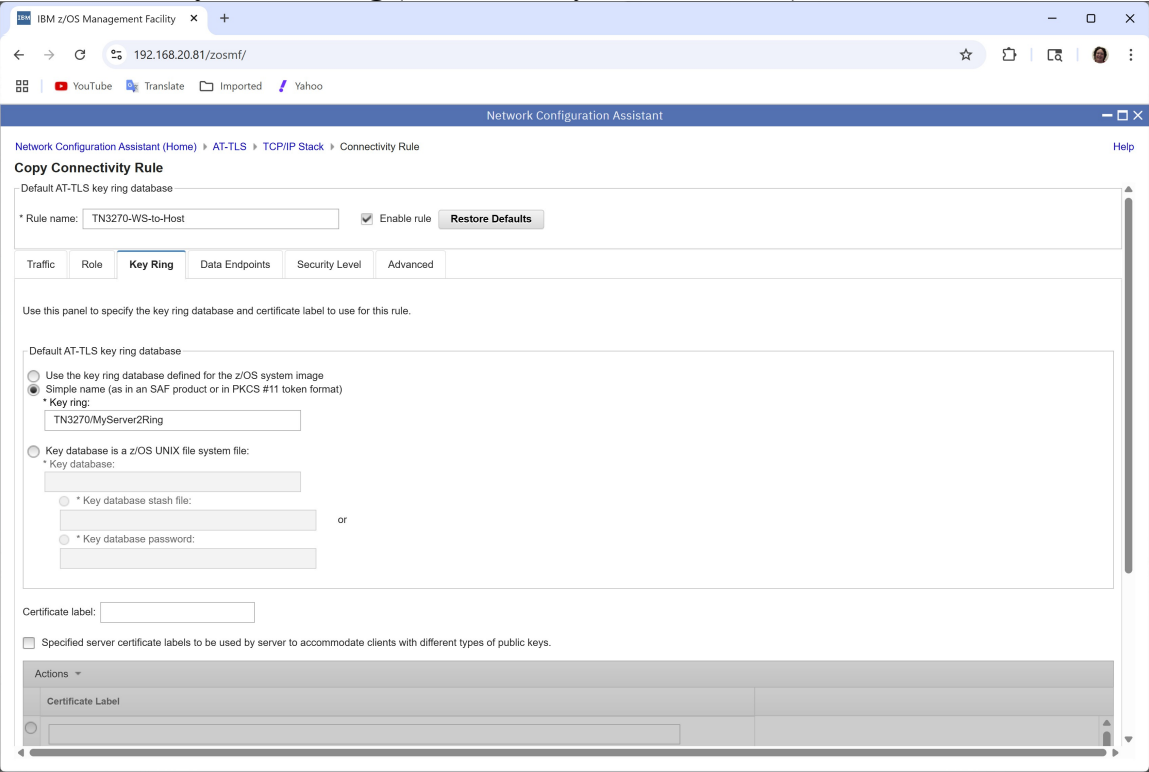 IBM z/OS Management Facility
192.168.20.81/zosmf/
YouTube Translate Imported Yahoo
Network Configuration Assistant
Network Configuration Assistant (Home) AT-TLS TCP/IP Stack Connectivity Rule Help
Copy Connectivity Rule
Default AT-TLS key ring database
* Rule name: TN3270-WS-to-Host Enable rule Restore Defaults
Traffic Role Key Ring Data Endpoints Security Level Advanced
Use this panel to specify the key ring database and certificate label to use for this rule.
Default AT-TLS key ring database
Use the key ring database defined for the z/OS system image
Simple name (as in an SAF product or in PKCS #11 token format)
* Key ring:
TN3270/MyServer2Ring
Key database is a z/OS UNIX file system file:
* Key database:
* Key database stash file:
or
* Key database password:
Certificate label:
Specified server certificate labels to be used by server to accommodate clients with different types of public keys.
Actions
Certificate Label